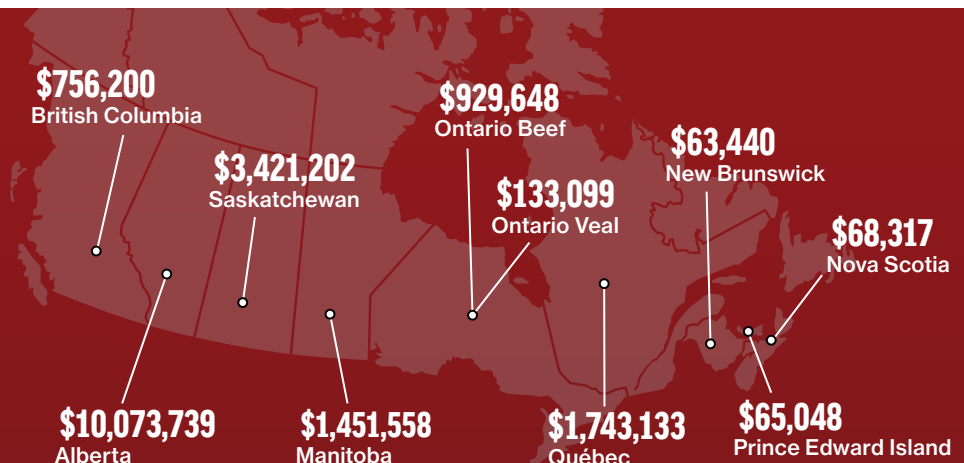 $756,200
British Columbia
$3,421,202
Saskatchewan
$929,648
Ontario Beef
$133,099
Ontario Veal
$63,440
New Brunswick
$68,317
Nova Scotia
$10,073,739
Alberta
$1,451,558
Manitoba
$1,743,133
Québec
$65,048
Prince Edward Island